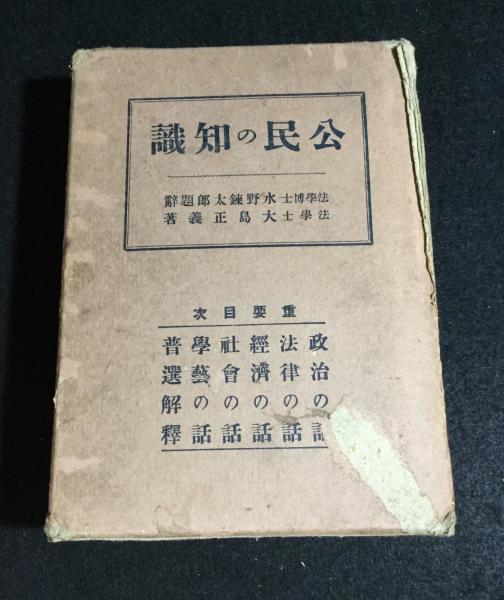 公民の知識
法學博士水野錬太郎題辭
法學士大島正義著
重要目次
政治の
法律の話
經濟の話
社會の話
學藝の話
普選解釋